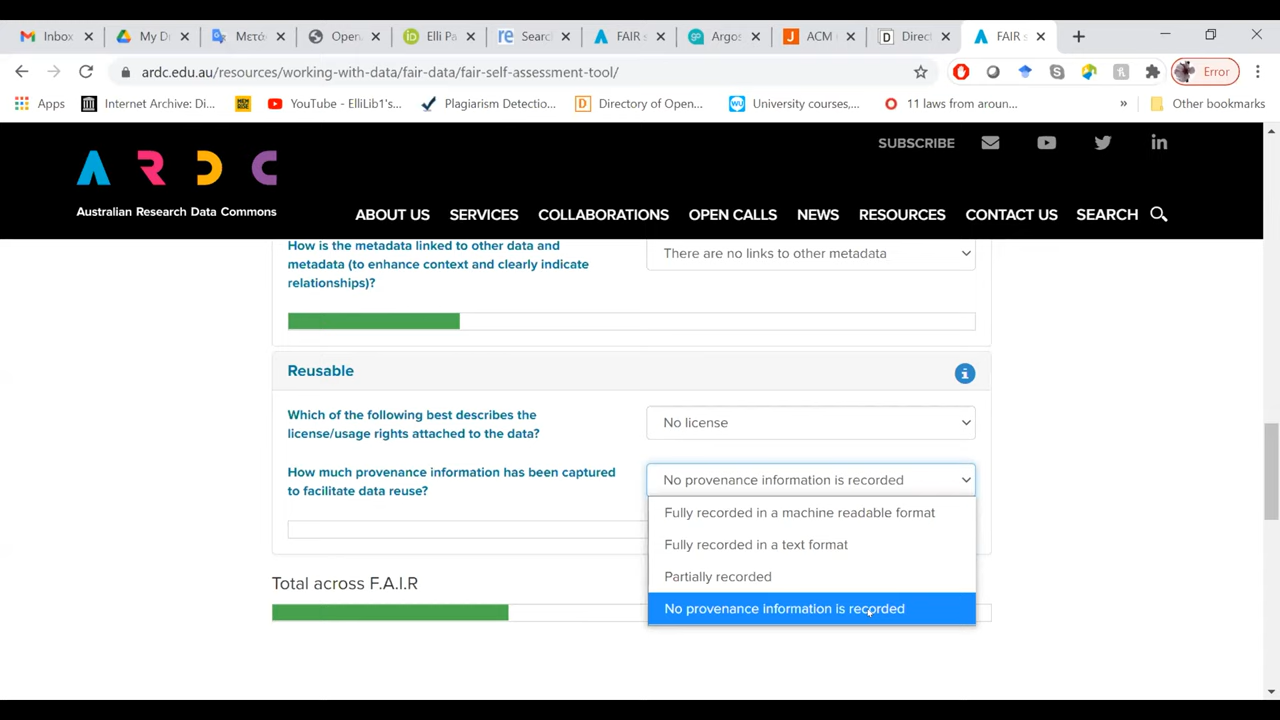 Inbox
My D
Μετά
Open
Elli Pa
Searc
FAIR s
Argos
ACM
Direct
FAIR s
ardc.edu.au/resources/working-with-data/fair-data/fair-self-assessment-tool/
Error
Apps
Internet Archive: Di...
MEM RISE
YouTube - ElliLib1's...
Plagiarism Detectio...
Directory of Open...
University courses,...
11 laws from aroun...
»
Other bookmarks
SUBSCRIBE
A R D C
Australian Research Data Commons
ABOUT US SERVICES COLLABORATIONS OPEN CALLS NEWS RESOURCES CONTACT US SEARCH
How is the metadata linked to other data and
metadata (to enhance context and clearly indicate
relationships)?
There are no links to other metadata
Reusable
Which of the following best describes the
license/usage rights attached to the data?
No license
How much provenance information has been captured
to facilitate data reuse?
No provenance information is recorded
Fully recorded in a machine readable format
Fully recorded in a text format
Partially recorded
No provenance information is recorded
Total across F.A.I.R